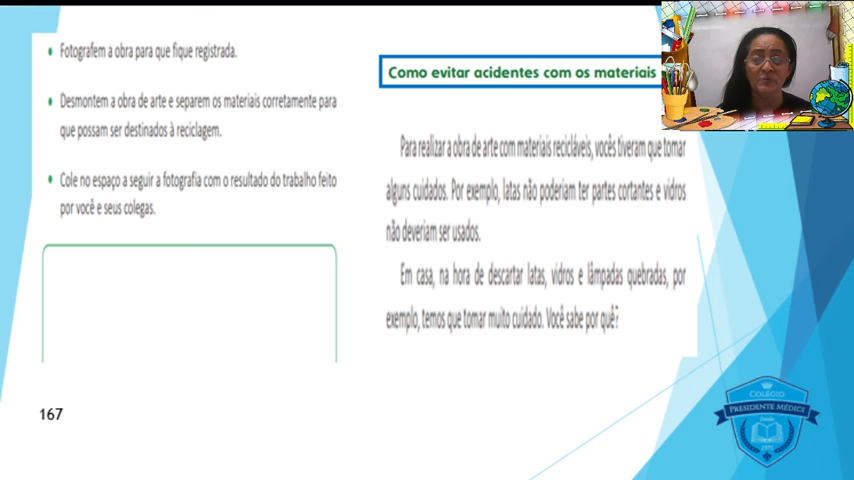 • Fotografem a obra para que fique registrada.
• Desmontem a obra de arte e separem os materiais corretamente para
que possam ser destinados à reciclagem.
• Cole no espaço a seguir a fotografia com o resultado do trabalho feito
por você e seus colegas.
167
Como evitar acidentes com os materiais
Para realizar a obra de arte com materiais recicláveis, vocês tiveram que tomar
alguns cuidados. Por exemplo, latas não poderiam ter partes cortantes e vidros
não deveriam ser usados.
Em casa, na hora de descartar latas, vidros e lâmpadas quebradas, por
exemplo, temos que tomar muito cuidado. Você sabe por quê?
COLÉGIO
PRESIDENTE MÉDICI